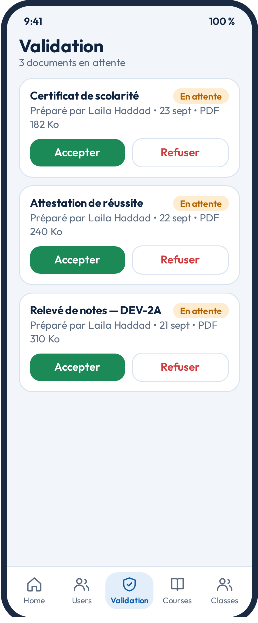 9:41 100 %
Validation
3 documents en attente
Certificat de scolarité En attente
Préparé par Laila Haddad • 23 sept • PDF
182 Ko
Accepter Refuser
Attestation de réussite En attente
Préparé par Laila Haddad • 22 sept • PDF
240 Ko
Accepter Refuser
Relevé de notes — DEV-2A En attente
Préparé par Laila Haddad • 21 sept • PDF
310 Ko
Accepter Refuser
Home Users Validation Courses Classes